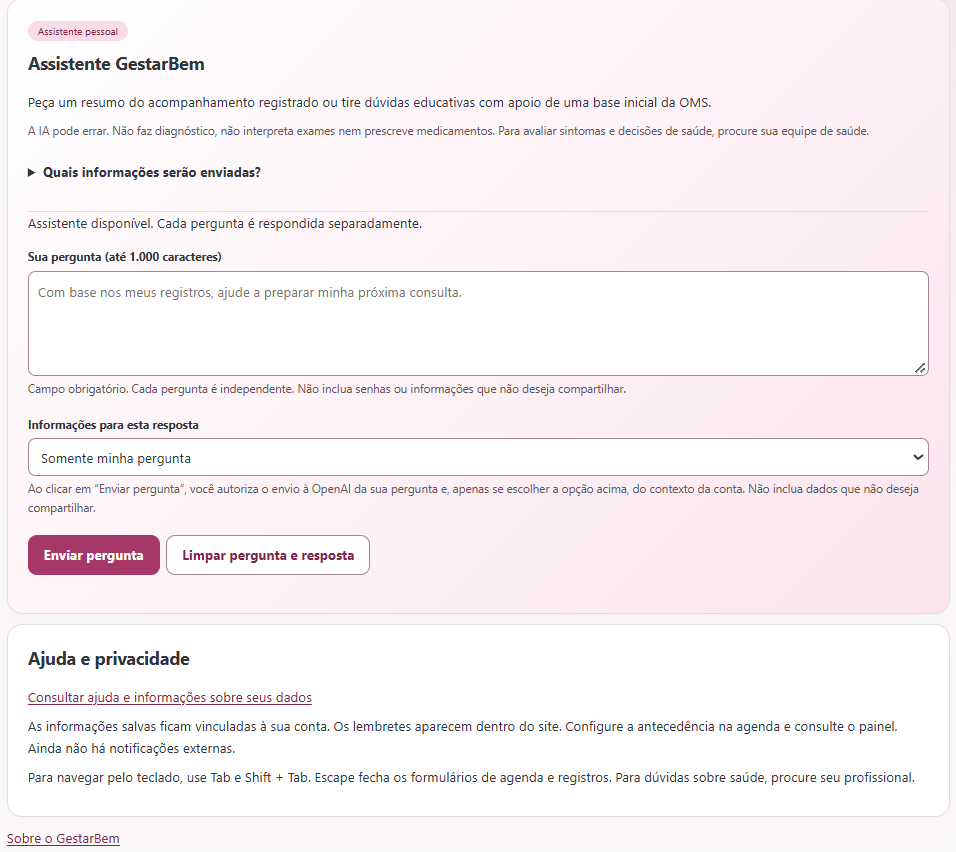 Assistente pessoal
Assistente GestarBem
Peça um resumo do acompanhamento registrado ou tire dúvidas educativas com apoio de uma base inicial da OMS.
A IA pode errar. Não faz diagnóstico, não interpreta exames nem prescreve medicamentos. Para avaliar sintomas e decisões de saúde, procure sua equipe de saúde.
Quais informações serão enviadas?
Assistente disponível. Cada pergunta é respondida separadamente.
Sua pergunta (até 1.000 caracteres)
Com base nos meus registros, ajude a preparar minha próxima consulta.
Campo obrigatório. Cada pergunta é independente. Não inclua senhas ou informações que não deseja compartilhar.
Informações para esta resposta
Somente minha pergunta
Ao clicar em “Enviar pergunta”, você autoriza o envio à OpenAI da sua pergunta e, apenas se escolher a opção acima, do contexto da conta. Não inclua dados que não deseja
compartilhar.
Enviar pergunta
Limpar pergunta e resposta
Ajuda e privacidade
Consultar ajuda e informações sobre seus dados
As informações salvas ficam vinculadas à sua conta. Os lembretes aparecem dentro do site. Configure a antecedência na agenda e consulte o painel.
Ainda não há notificações externas.
Para navegar pelo teclado, use Tab e Shift + Tab. Escape fecha os formulários de agenda e registros. Para dúvidas sobre saúde, procure seu profissional.
Sobre o GestarBem